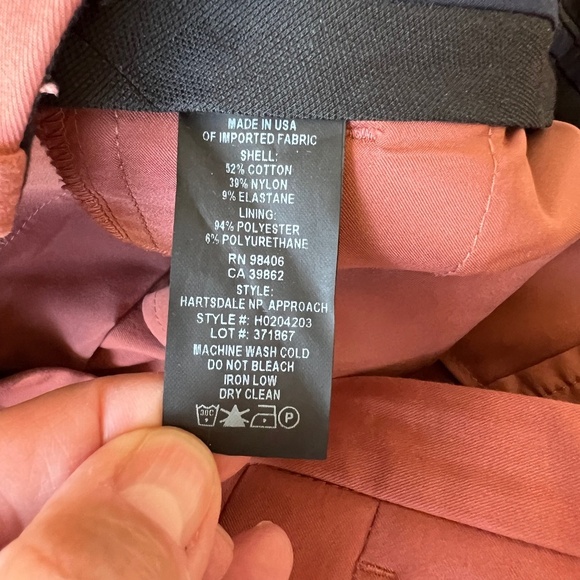 MADE IN USA
OF IMPORTED FABRIC
SHELL:
52% COTTON
39% NYLON
9% ELASTANE
LINING:
94% POLYESTER
6% POLYURETHANE
RN 98406
CA 39862
STYLE:
HARTSDALE NP, APPROACH
STYLE #: H0204203
LOT #: 371867
MACHINE WASH COLD
DO NOT BLEACH
IRON LOW
DRY CLEAN
30C P